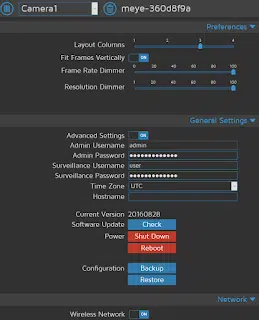 Camera1 meye-360d8f9a
Preferences
Layout Columns 1 2 3 4
Fit Frames Vertically ON
Frame Rate Dimmer 0 20 40 60 80 100
Resolution Dimmer 0 20 40 60 80 100
General Settings
Advanced Settings ON
Admin Username admin
Admin Password •••••••••••••
Surveillance Username user
Surveillance Password •••••••••••••
Time Zone UTC
Hostname
Current Version 20160828
Software Update Check
Power Shut Down
Reboot
Configuration Backup
Restore
Network
Wireless Network ON